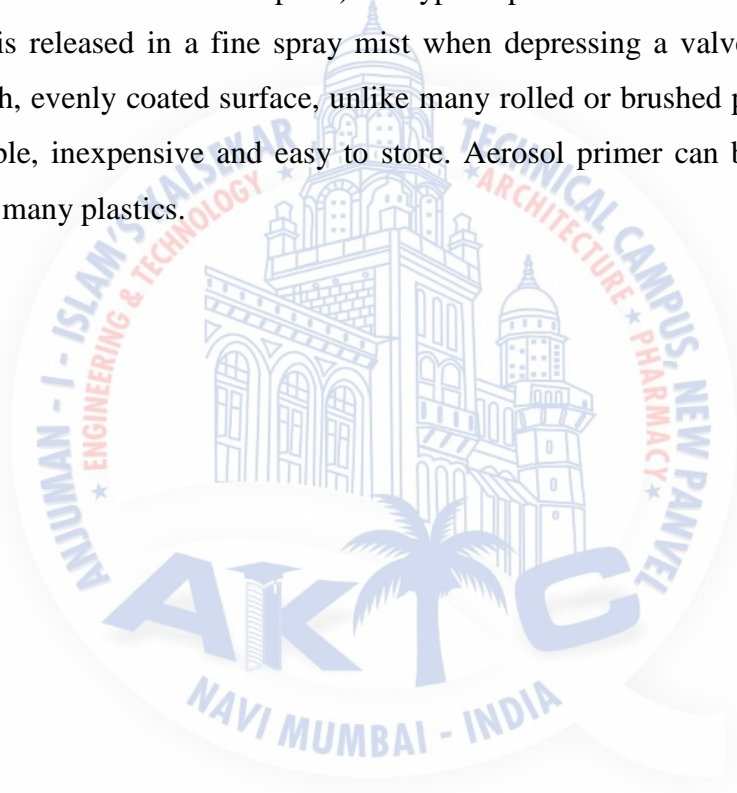 is released in a fine spray mist when depressing a valv
h, evenly coated surface, unlike many rolled or brushed p
ble, inexpensive and easy to store. Aerosol primer can b
many plastics.
ANJUMAN - I - ISLAM'S KALSEKAR TECHNICAL CAMPUS, NEW PANVEL
★ ENGINEERING & TECHNOLOGY ★ ★ ARCHITECTURE ★ PHARMACY ★
AKTC
NAVI MUMBAI - INDIA